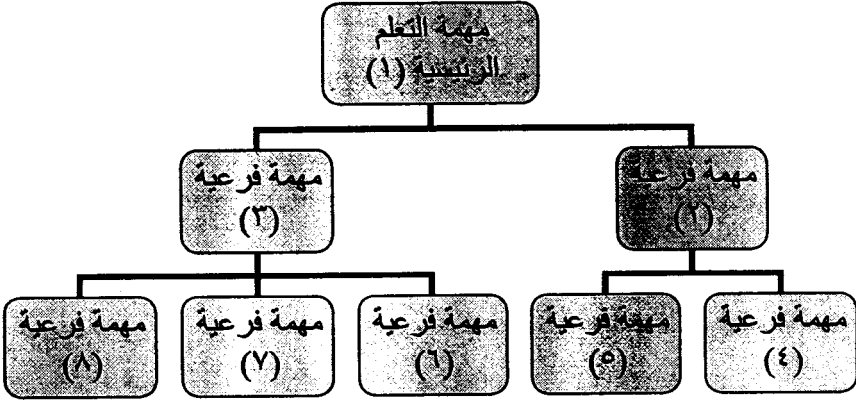 مهمة التعلم
الرئيسية (١)
مهمة فرعية
(٢)
مهمة فرعية
(٣)
مهمة فرعية
(٤)
مهمة فرعية
(٥)
مهمة فرعية
(٦)
مهمة فرعية
(٧)
مهمة فرعية
(٨)